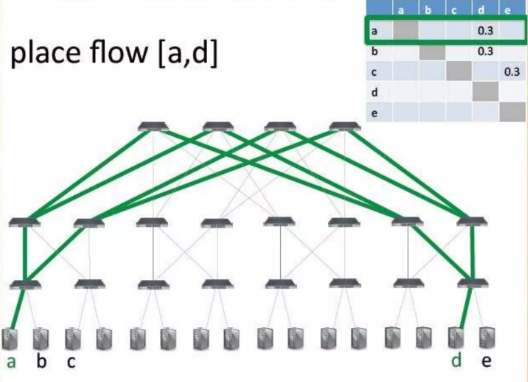 a b c d e
a 0.3
b 0.3
c 0.3
d
e
place flow [a,d]
a b c d e